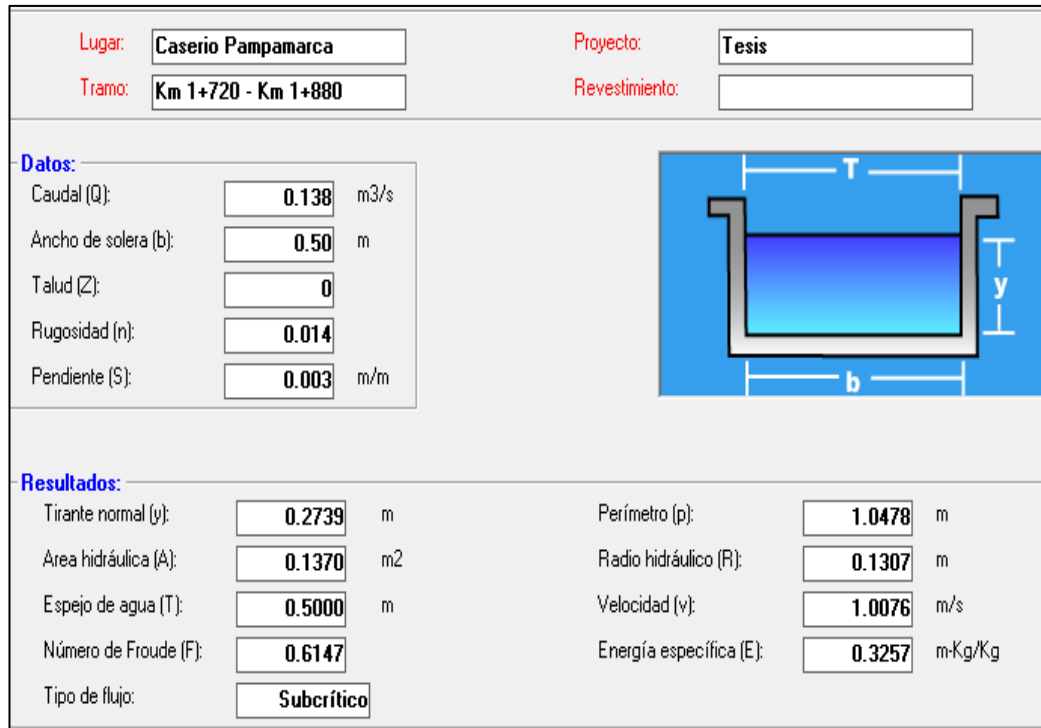 Lugar: Caserio Pampamarca Proyecto: Tesis
Tramo: Km 1+720 - Km 1+880 Revestimiento:
Datos:
Caudal (Q): 0.138 m3/s
Ancho de solera (b): 0.50 m
Talud (Z): 0
Rugosidad (n): 0.014
Pendiente (S): 0.003 m/m
T
y
b
Resultados:
Tirante normal (y): 0.2739 m Perímetro (p): 1.0478 m
Area hidráulica (A): 0.1370 m2 Radio hidráulico (R): 0.1307 m
Espejo de agua (T): 0.5000 m Velocidad (v): 1.0076 m/s
Número de Froude (F): 0.6147 Energía específica (E): 0.3257 m-Kg/Kg
Tipo de flujo: Subcrítico